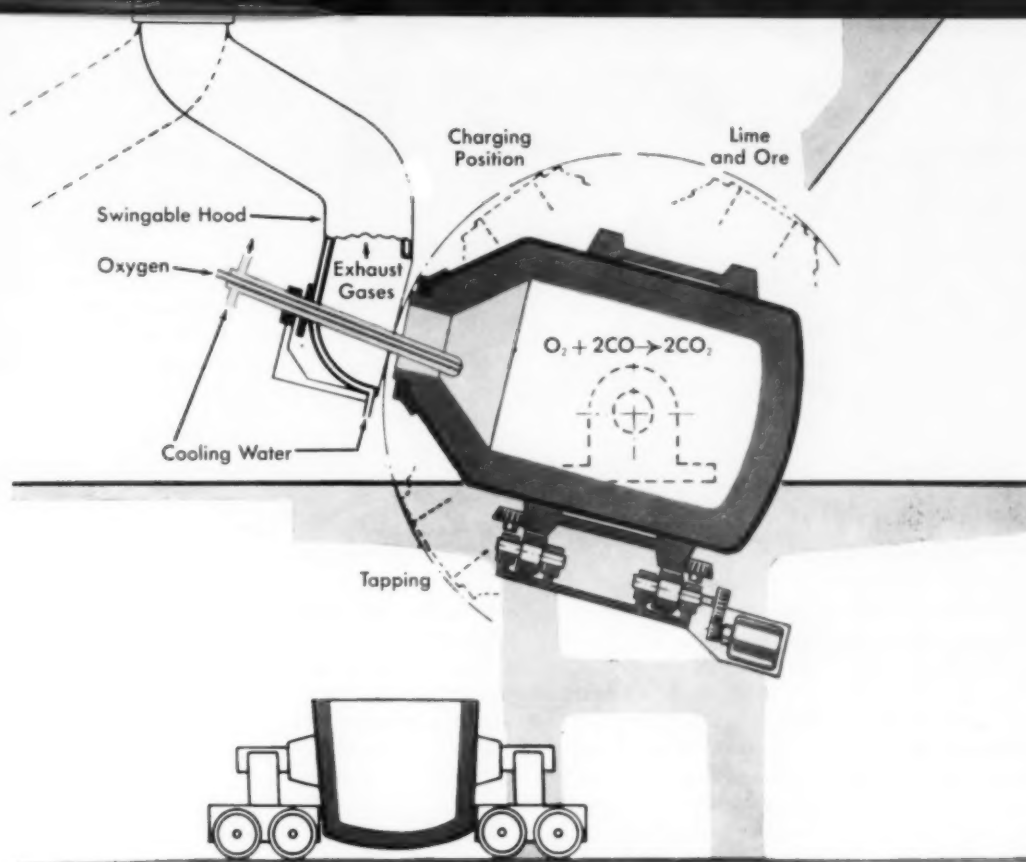 Charging
Position
Lime
and Ore
Swingable Hood
Oxygen
Exhaust
Gases
O₂ + 2CO → 2CO₂
Cooling Water
Tapping